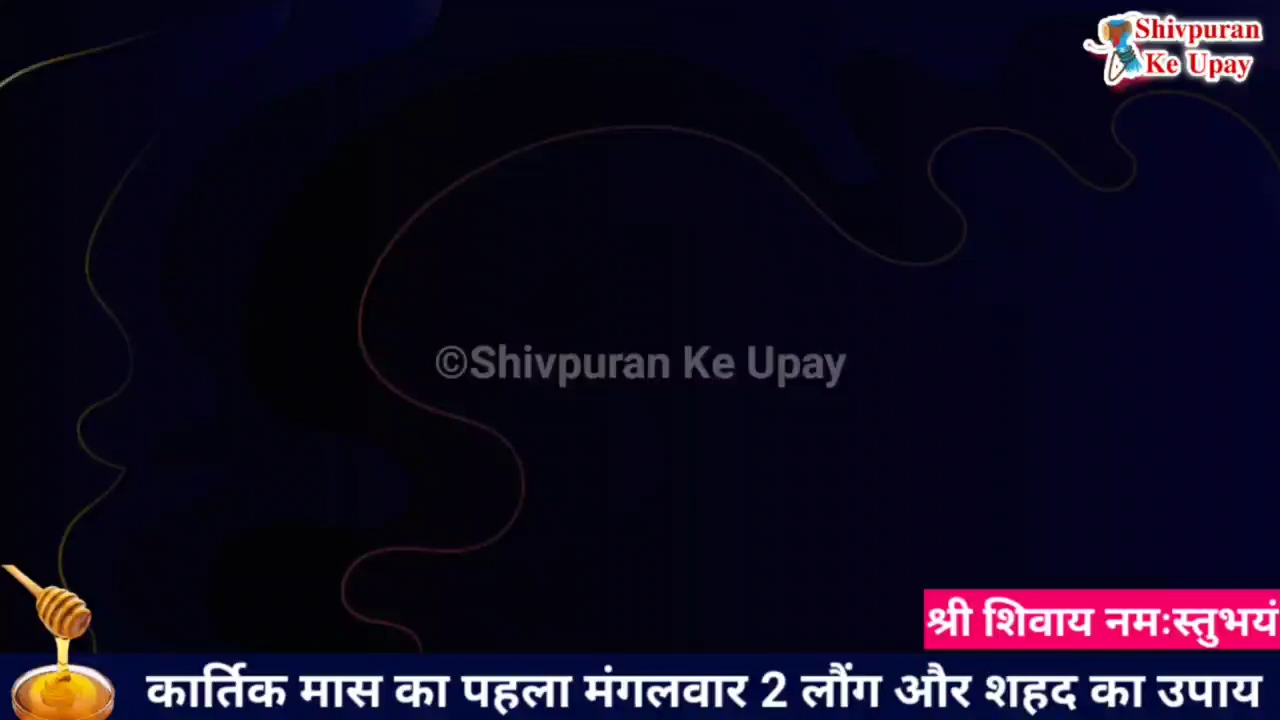 Shivpuran
Ke Upay
©Shivpuran Ke Upay
श्री शिवाय नमःस्तुभयं
कार्तिक मास का पहला मंगलवार 2 लौंग और शहद का उपाय